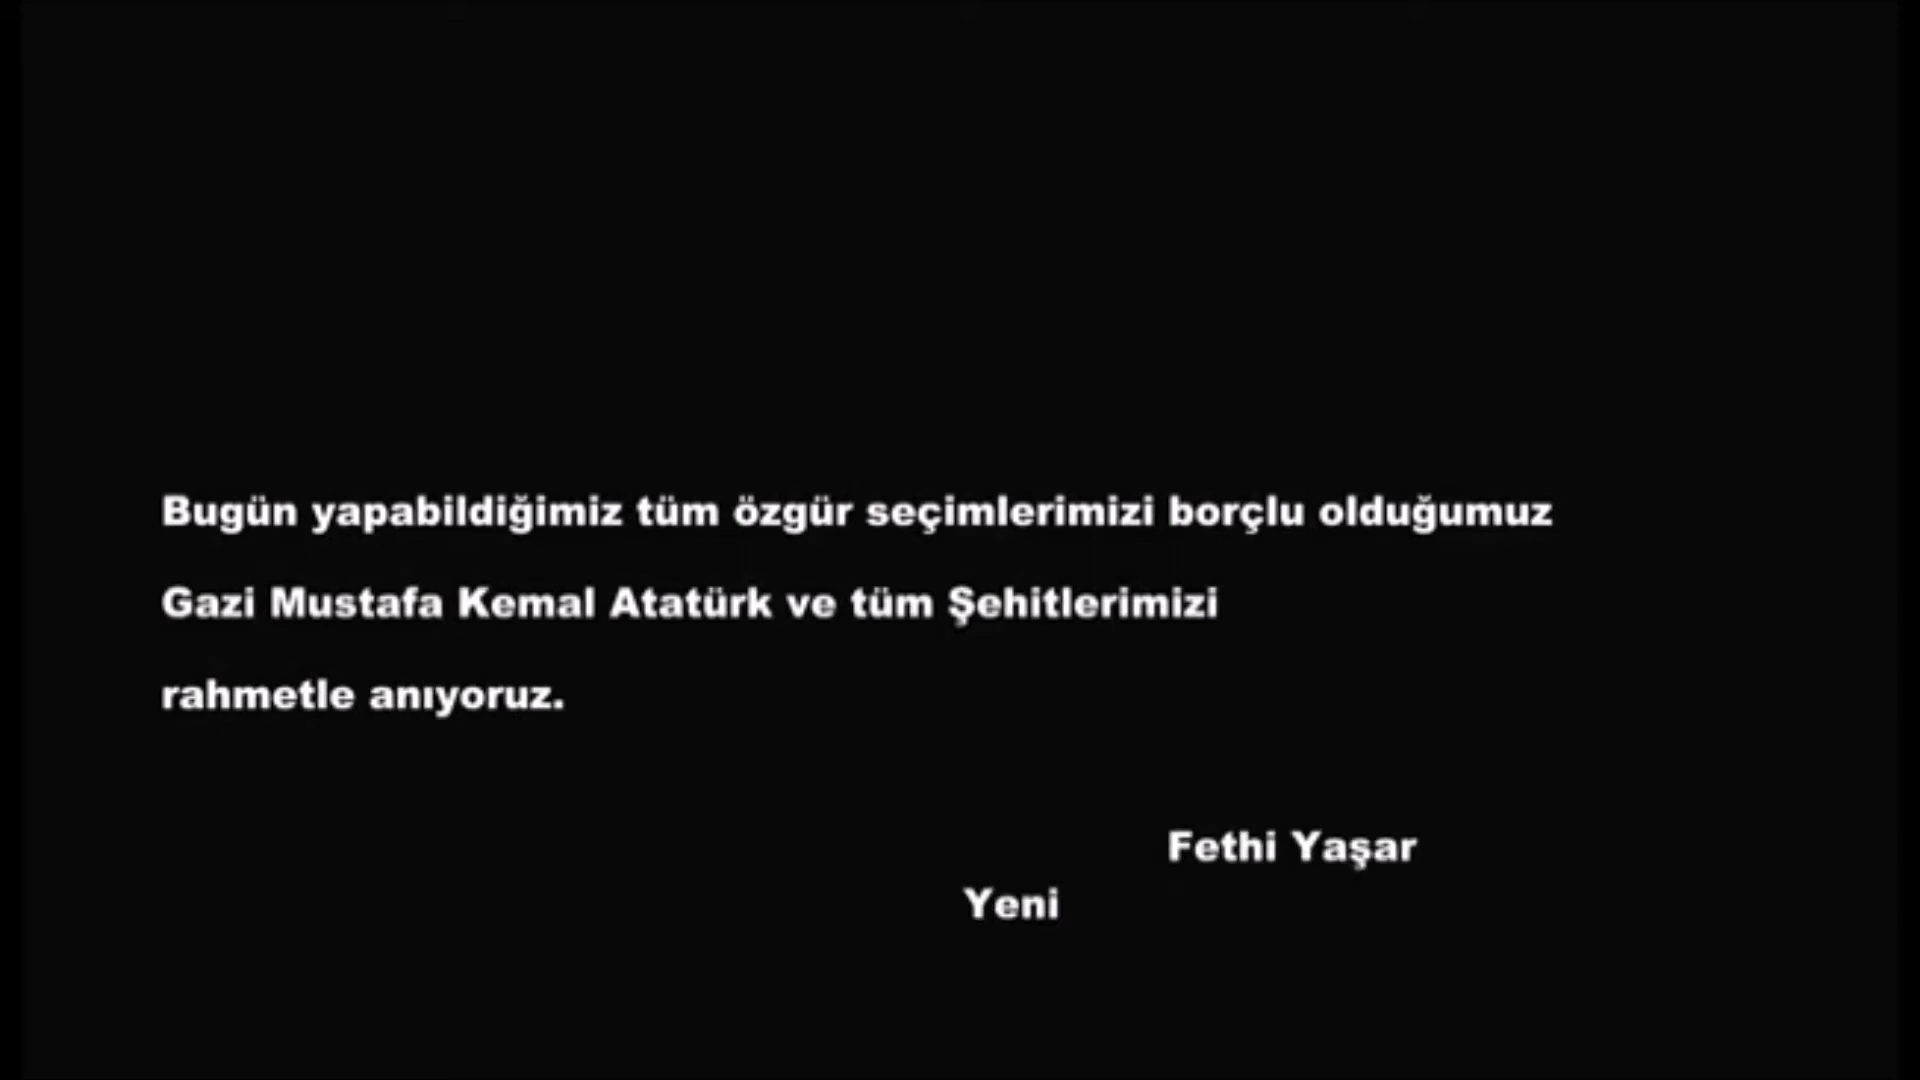 Bugün yapabildiğimiz tüm özgür seçimlerimizi borçlu olduğumuz
Gazi Mustafa Kemal Atatürk ve tüm Şehitlerimizi
rahmetle anıyoruz.
Fethi Yaşar
Yeni